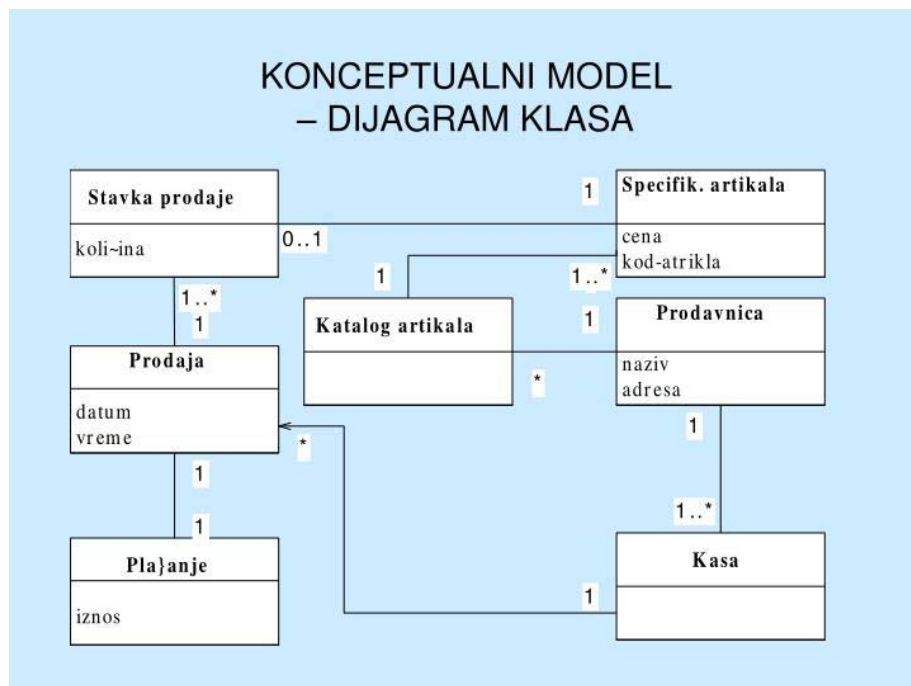 KONCEPTUALNI MODEL
– DIJAGRAM KLASA
Stavka prodaje
koli~ina
1
Specifik. artikala
cena
kod-atrikla
0..1
1
1..*
1..*
1
Katalog artikala
1
Prodavnica
naziv
adresa
*
Prodaja
datum
vreme
*
1
1
1
1..*
Pla}anje
iznos
1
Kasa